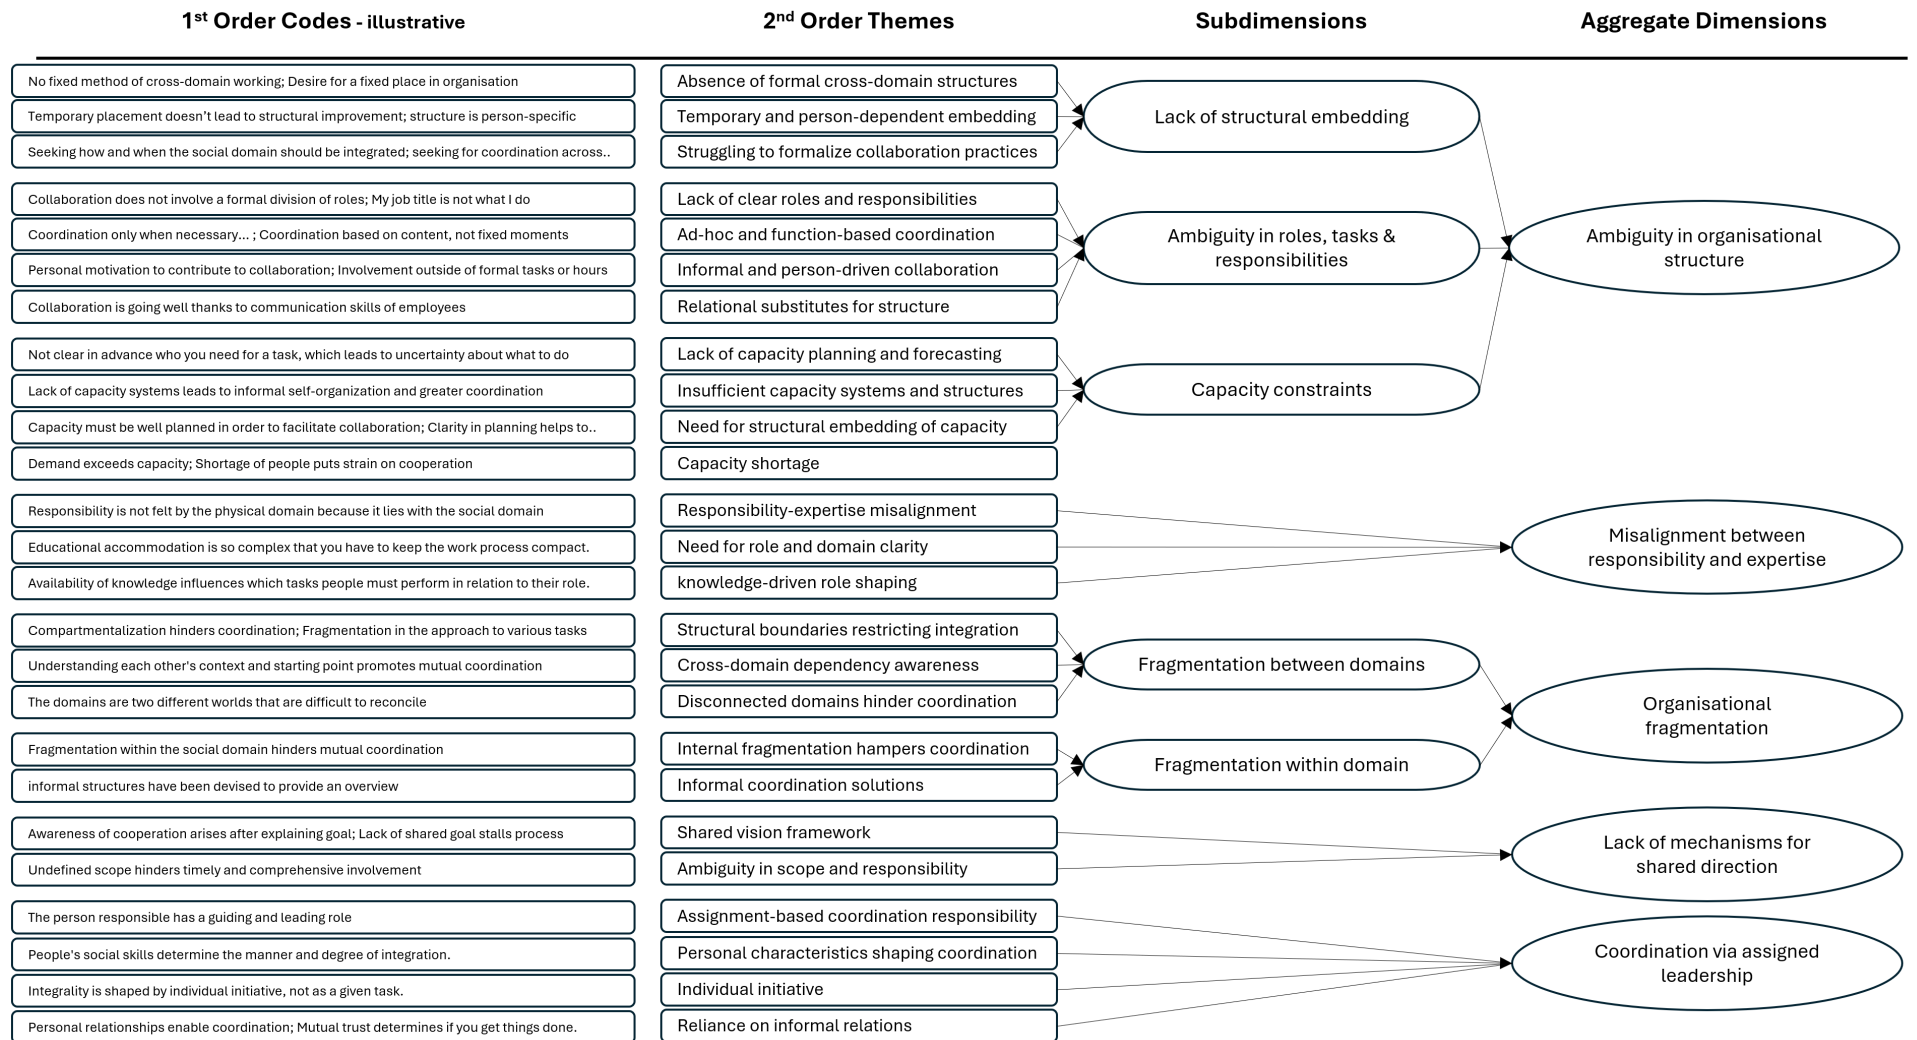 1st Order Codes - illustrative
2nd Order Themes
Subdimensions
Aggregate Dimensions
No fixed method of cross-domain working; Desire for a fixed place in organisation
Temporary placement doesn't lead to structural improvement; structure is person-specific
Seeking how and when the social domain should be integrated; seeking for coordination across..
Absence of formal cross-domain structures
Temporary and person-dependent embedding
Struggling to formalize collaboration practices
Lack of structural embedding
Collaboration does not involve a formal division of roles; My job title is not what I do
Coordination only when necessary... ; Coordination based on content, not fixed moments
Personal motivation to contribute to collaboration; Involvement outside of formal tasks or hours
Collaboration is going well thanks to communication skills of employees
Lack of clear roles and responsibilities
Ad-hoc and function-based coordination
Informal and person-driven collaboration
Relational substitutes for structure
Ambiguity in roles, tasks &
responsibilities
Ambiguity in organisational
structure
Not clear in advance who you need for a task, which leads to uncertainty about what to do
Lack of capacity systems leads to informal self-organization and greater coordination
Capacity must be well planned in order to facilitate collaboration; Clarity in planning helps to..
Demand exceeds capacity; Shortage of people puts strain on cooperation
Lack of capacity planning and forecasting
Insufficient capacity systems and structures
Need for structural embedding of capacity
Capacity shortage
Capacity constraints
Responsibility is not felt by the physical domain because it lies with the social domain
Educational accommodation is so complex that you have to keep the work process compact.
Availability of knowledge influences which tasks people must perform in relation to their role.
Responsibility-expertise misalignment
Need for role and domain clarity
knowledge-driven role shaping
Misalignment between
responsibility and expertise
Compartmentalization hinders coordination; Fragmentation in the approach to various tasks
Understanding each other's context and starting point promotes mutual coordination
The domains are two different worlds that are difficult to reconcile
Structural boundaries restricting integration
Cross-domain dependency awareness
Disconnected domains hinder coordination
Fragmentation between domains
Organisational
fragmentation
Fragmentation within the social domain hinders mutual coordination
informal structures have been devised to provide an overview
Internal fragmentation hampers coordination
Informal coordination solutions
Fragmentation within domain
Awareness of cooperation arises after explaining goal; Lack of shared goal stalls process
Undefined scope hinders timely and comprehensive involvement
Shared vision framework
Ambiguity in scope and responsibility
Lack of mechanisms for
shared direction
The person responsible has a guiding and leading role
People's social skills determine the manner and degree of integration.
Integrality is shaped by individual initiative, not as a given task.
Personal relationships enable coordination; Mutual trust determines if you get things done.
Assignment-based coordination responsibility
Personal characteristics shaping coordination
Individual initiative
Reliance on informal relations
Coordination via assigned
leadership